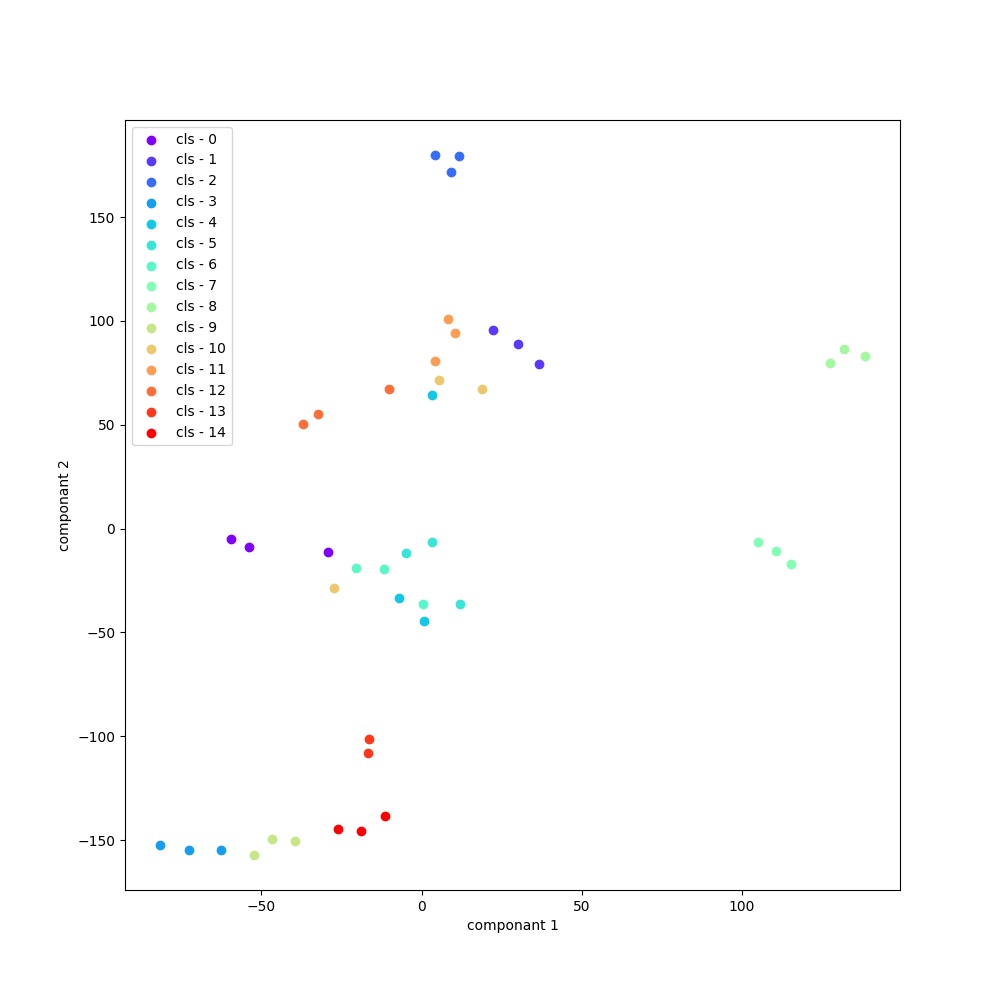 cls - 0
cls - 1
cls - 2
cls - 3
cls - 4
cls - 5
cls - 6
cls - 7
cls - 8
cls - 9
cls - 10
cls - 11
cls - 12
cls - 13
cls - 14
150
100
50
0
−50
−100
−150
componant 2
−50 0 50 100
componant 1